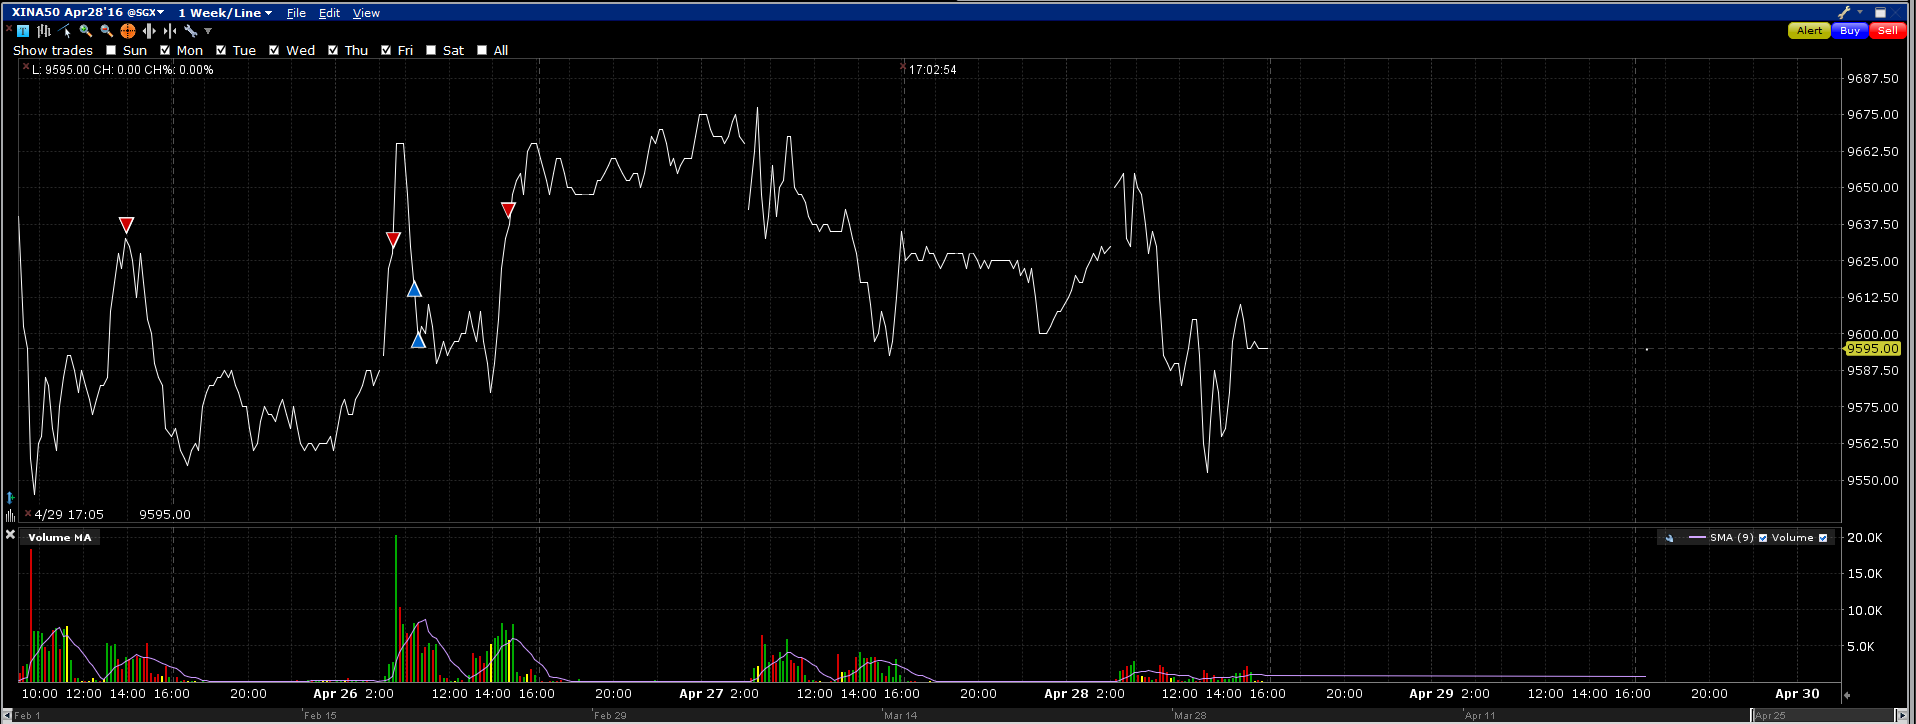 XINA50 Apr28'16 @SGX 1 Week/Line File Edit View
T Alert Buy Sell
Show trades Sun Mon Tue Wed Thu Fri Sat All
L: 9595.00 CH: 0.00 CH%: 0.00% 17:02:54
9687.50
9675.00
9662.50
9650.00
9637.50
9625.00
9612.50
9600.00
9595.00
9587.50
9575.00
9562.50
9550.00
4/29 17:05 9595.00
Volume MA SMA (9) Volume
20.0K
15.0K
10.0K
5.0K
10:00 12:00 14:00 16:00 20:00 Apr 26 2:00 12:00 14:00 16:00 20:00 Apr 27 2:00 12:00 14:00 16:00 20:00 Apr 28 2:00 12:00 14:00 16:00 20:00 Apr 29 2:00 12:00 14:00 16:00 20:00 Apr 30
Feb 1 Feb 15 Feb 29 Mar 14 Mar 28 Apr 11 Apr 25